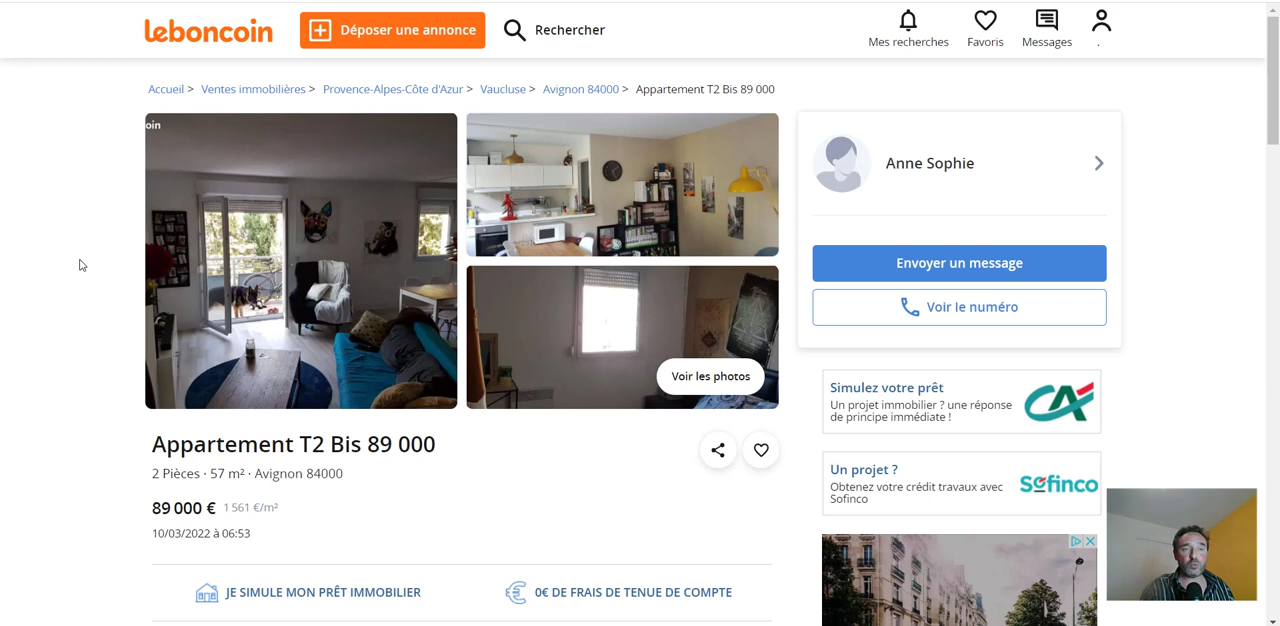 leboncoin
Déposer une annonce
Rechercher
Mes recherches
Favoris
Messages
.
Accueil > Ventes immobilières > Provence-Alpes-Côte d'Azur > Vaucluse > Avignon 84000 > Appartement T2 Bis 89 000
oin
Voir les photos
Anne Sophie
Envoyer un message
Voir le numéro
Simulez votre prêt
Un projet immobilier ? une réponse
de principe immédiate !
CA
Un projet ?
Obtenez votre crédit travaux avec
Sofinco
Sofinco
Appartement T2 Bis 89 000
2 Pièces · 57 m² · Avignon 84000
89 000 € 1 561 €/m²
10/03/2022 à 06:53
JE SIMULE MON PRÊT IMMOBILIER
0€ DE FRAIS DE TENUE DE COMPTE